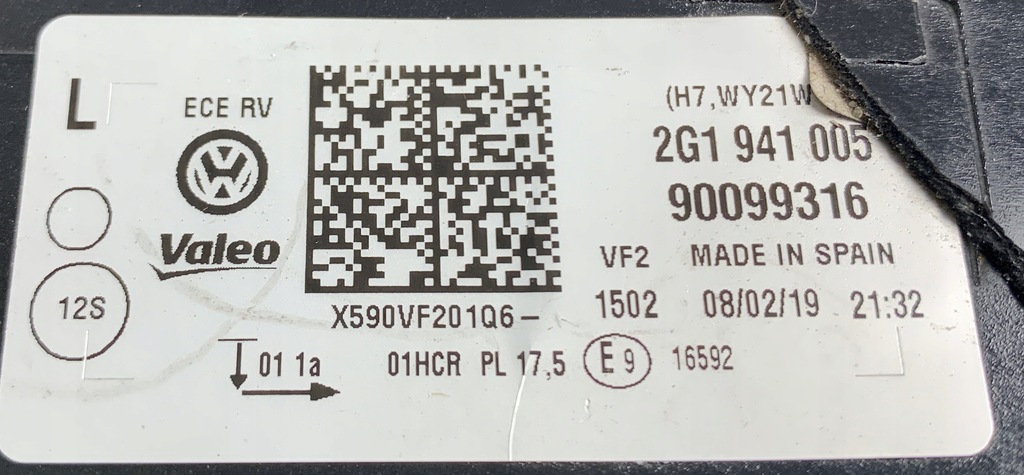 L
ECE RV
(H7,WY21W
2G1 941 005
90099316
Valeo
VF2 MADE IN SPAIN
12S
X590VF201Q6-
1502 08/02/19 21:32
01 1a
01HCR PL 17,5 E9 16592